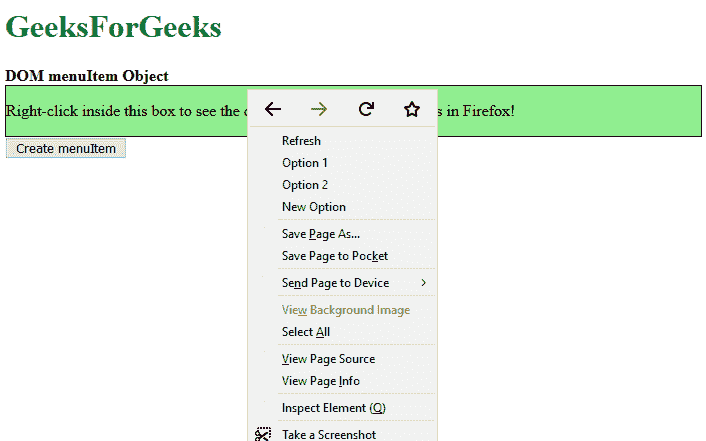 GeeksForGeeks
DOM menuItem Object
Right-click inside this box to see the s in Firefox!
Create menuItem
Refresh
Option 1
Option 2
New Option
Save Page As...
Save Page to Pocket
Send Page to Device
View Background Image
Select All
View Page Source
View Page Info
Inspect Element (Q)
Take a Screenshot